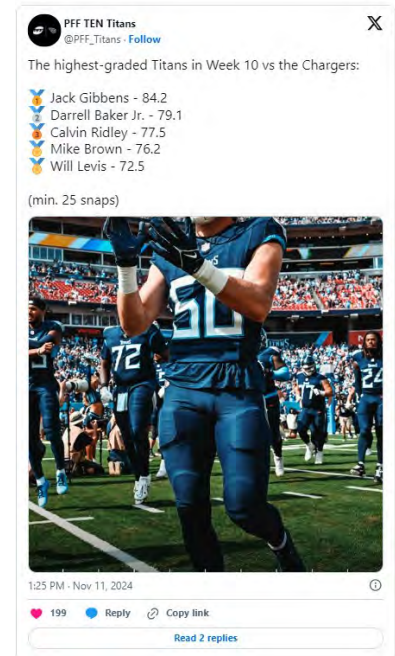 PFF TEN Titans
@PFF_Titans · Follow
The highest-graded Titans in Week 10 vs the Chargers:
🥇 Jack Gibbens - 84.2
🥈 Darrell Baker Jr. - 79.1
🥉 Calvin Ridley - 77.5
🏅 Mike Brown - 76.2
🏅 Will Levis - 72.5
(min. 25 snaps)
50
72
24
1:25 PM · Nov 11, 2024
199 Reply Copy link
Read 2 replies